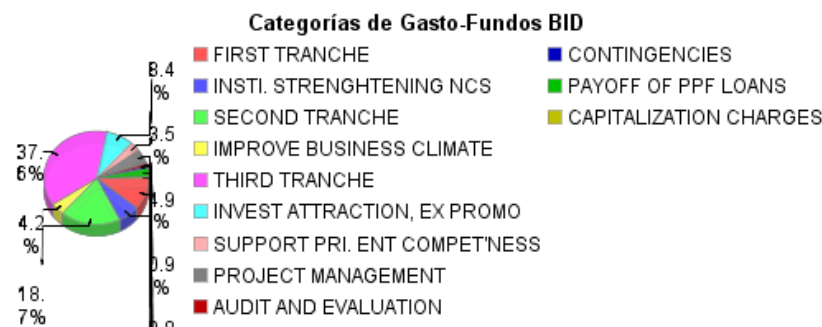 Categorías de Gasto-Fundos BID
FIRST TRANCHE
INSTI. STRENGHTENING NCS
SECOND TRANCHE
IMPROVE BUSINESS CLIMATE
THIRD TRANCHE
INVEST ATTRACTION, EX PROMO
SUPPORT PRI. ENT COMPET'NESS
PROJECT MANAGEMENT
AUDIT AND EVALUATION
CONTINGENCIES
PAYOFF OF PPF LOANS
CAPITALIZATION CHARGES
8.4
%
3.5
%
4.9
%
0.9
%
37.
6%
4.2
%
18.
7%